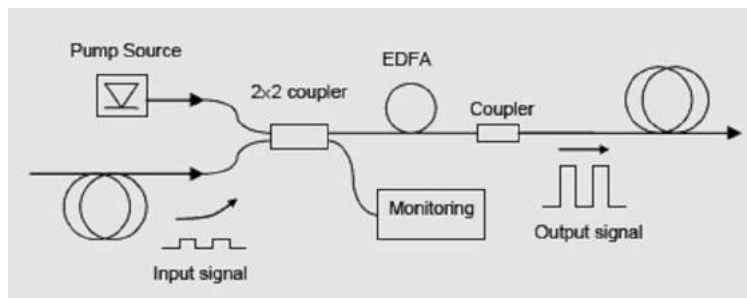 Pump Source
2×2 coupler
EDFA
Coupler
Monitoring
Input signal
Output signal